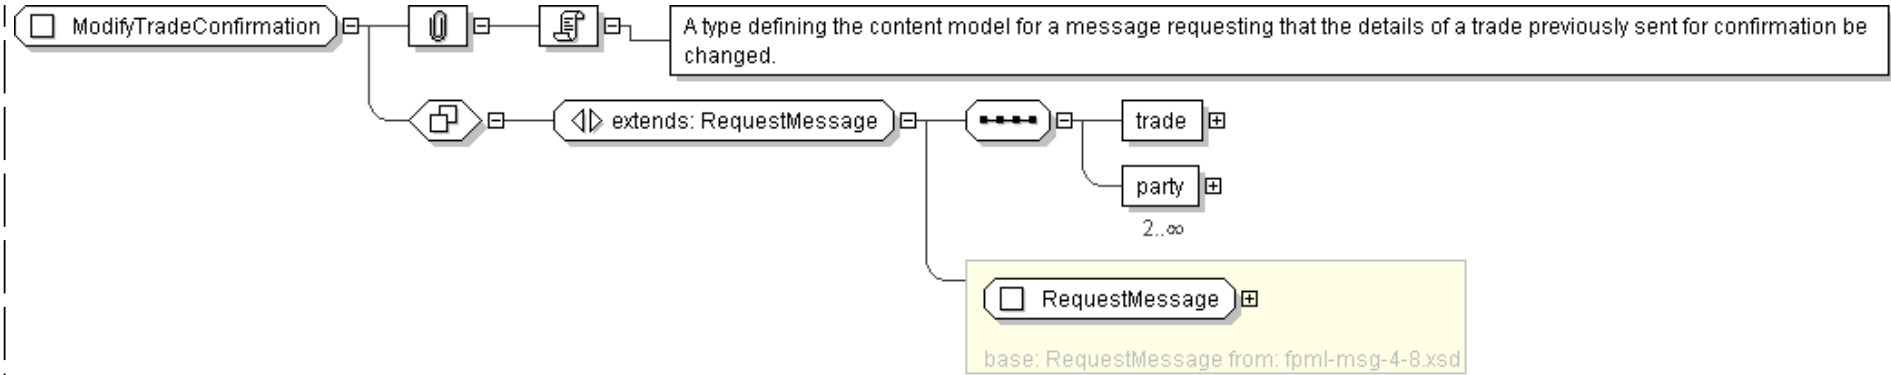 ModifyTradeConfirmation
A type defining the content model for a message requesting that the details of a trade previously sent for confirmation be
changed.
extends: RequestMessage
trade
party
2..∞
RequestMessage
base: RequestMessage from: fpml-msg-4-8.xsd